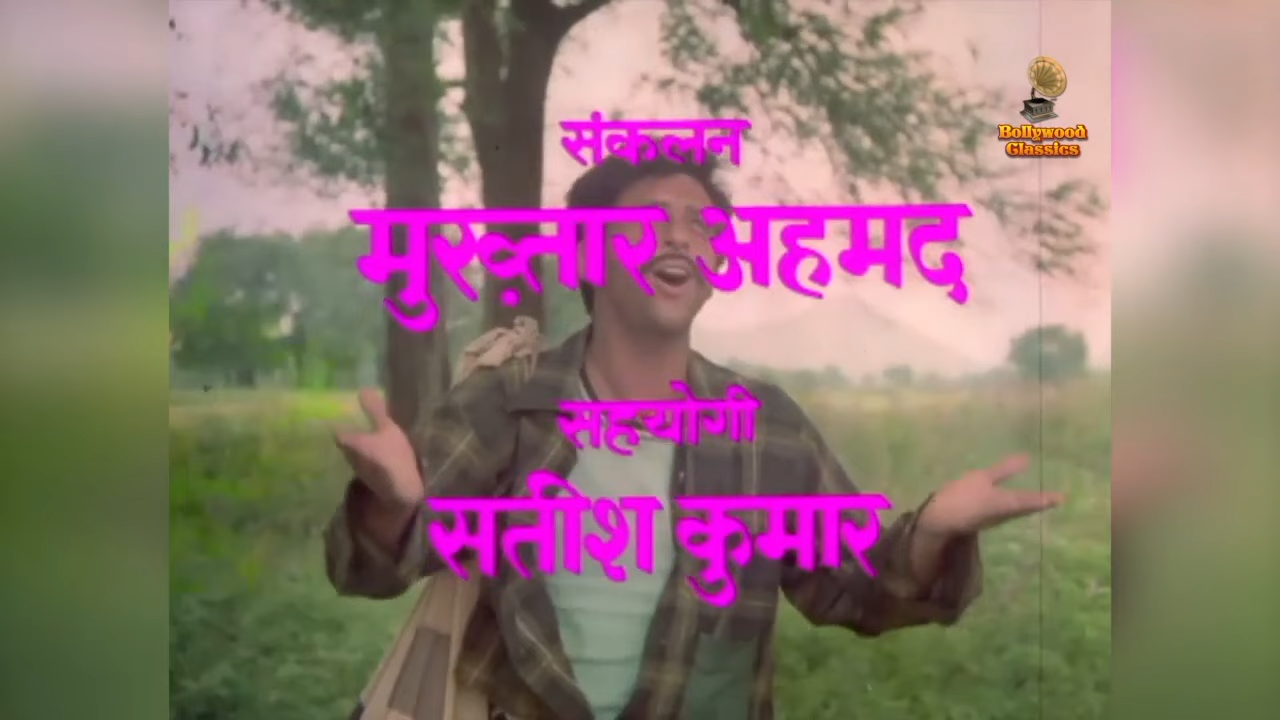 संकलन
मुख़्तार अहमद
सहयोगी
सतीश कुमार
Bollywood
Classics